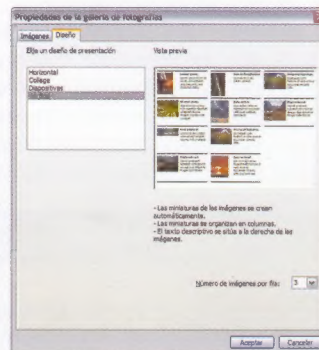 Propiedades de la galería de fotografías
Imágenes
Diseño
Elija un diseño de presentación
Vista previa
Horizontal
Collage
Diapositivas
- Las miniaturas de las imágenes se crean
automáticamente.
- Las miniaturas se organizan en columnas.
- El texto descriptivo se sitúa a la derecha de las
imágenes.
Número de imágenes por fila:
3
Aceptar
Cancelar